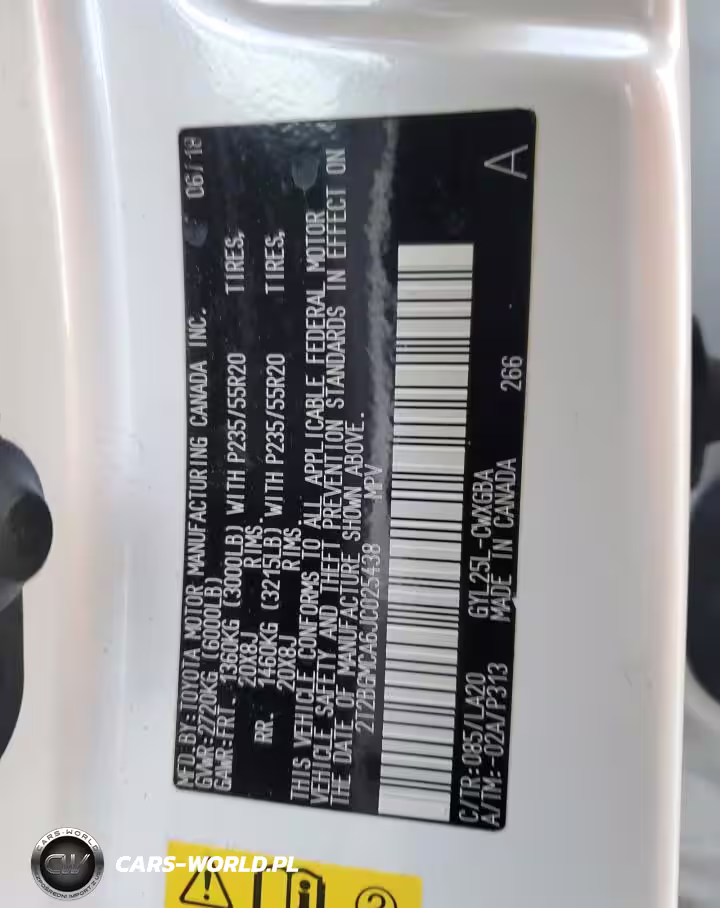 MFD.BY:TOYOTA MOTOR MANUFACTURING CANADA INC. 06/18
GVWR:2720KG (6000LB)
GAWR:FRT. 1360KG (3000LB) WITH P235/55R20 TIRES,
20X8J RIMS.
RR. 1460KG (3215LB) WITH P235/55R20 TIRES,
20X8J RIMS.
THIS VEHICLE CONFORMS TO ALL APPLICABLE FEDERAL MOTOR
VEHICLE SAFETY AND THEFT PREVENTION STANDARDS IN EFFECT ON
THE DATE OF MANUFACTURE SHOWN ABOVE.
2T2BGMCA6JC025438 MPV
C/TR:085/LA20 GYL25L-CWXGBA
A/TM:-02A/P313 MADE IN CANADA 266 A
CARS-WORLD
CW
CARS-WORLD.PL